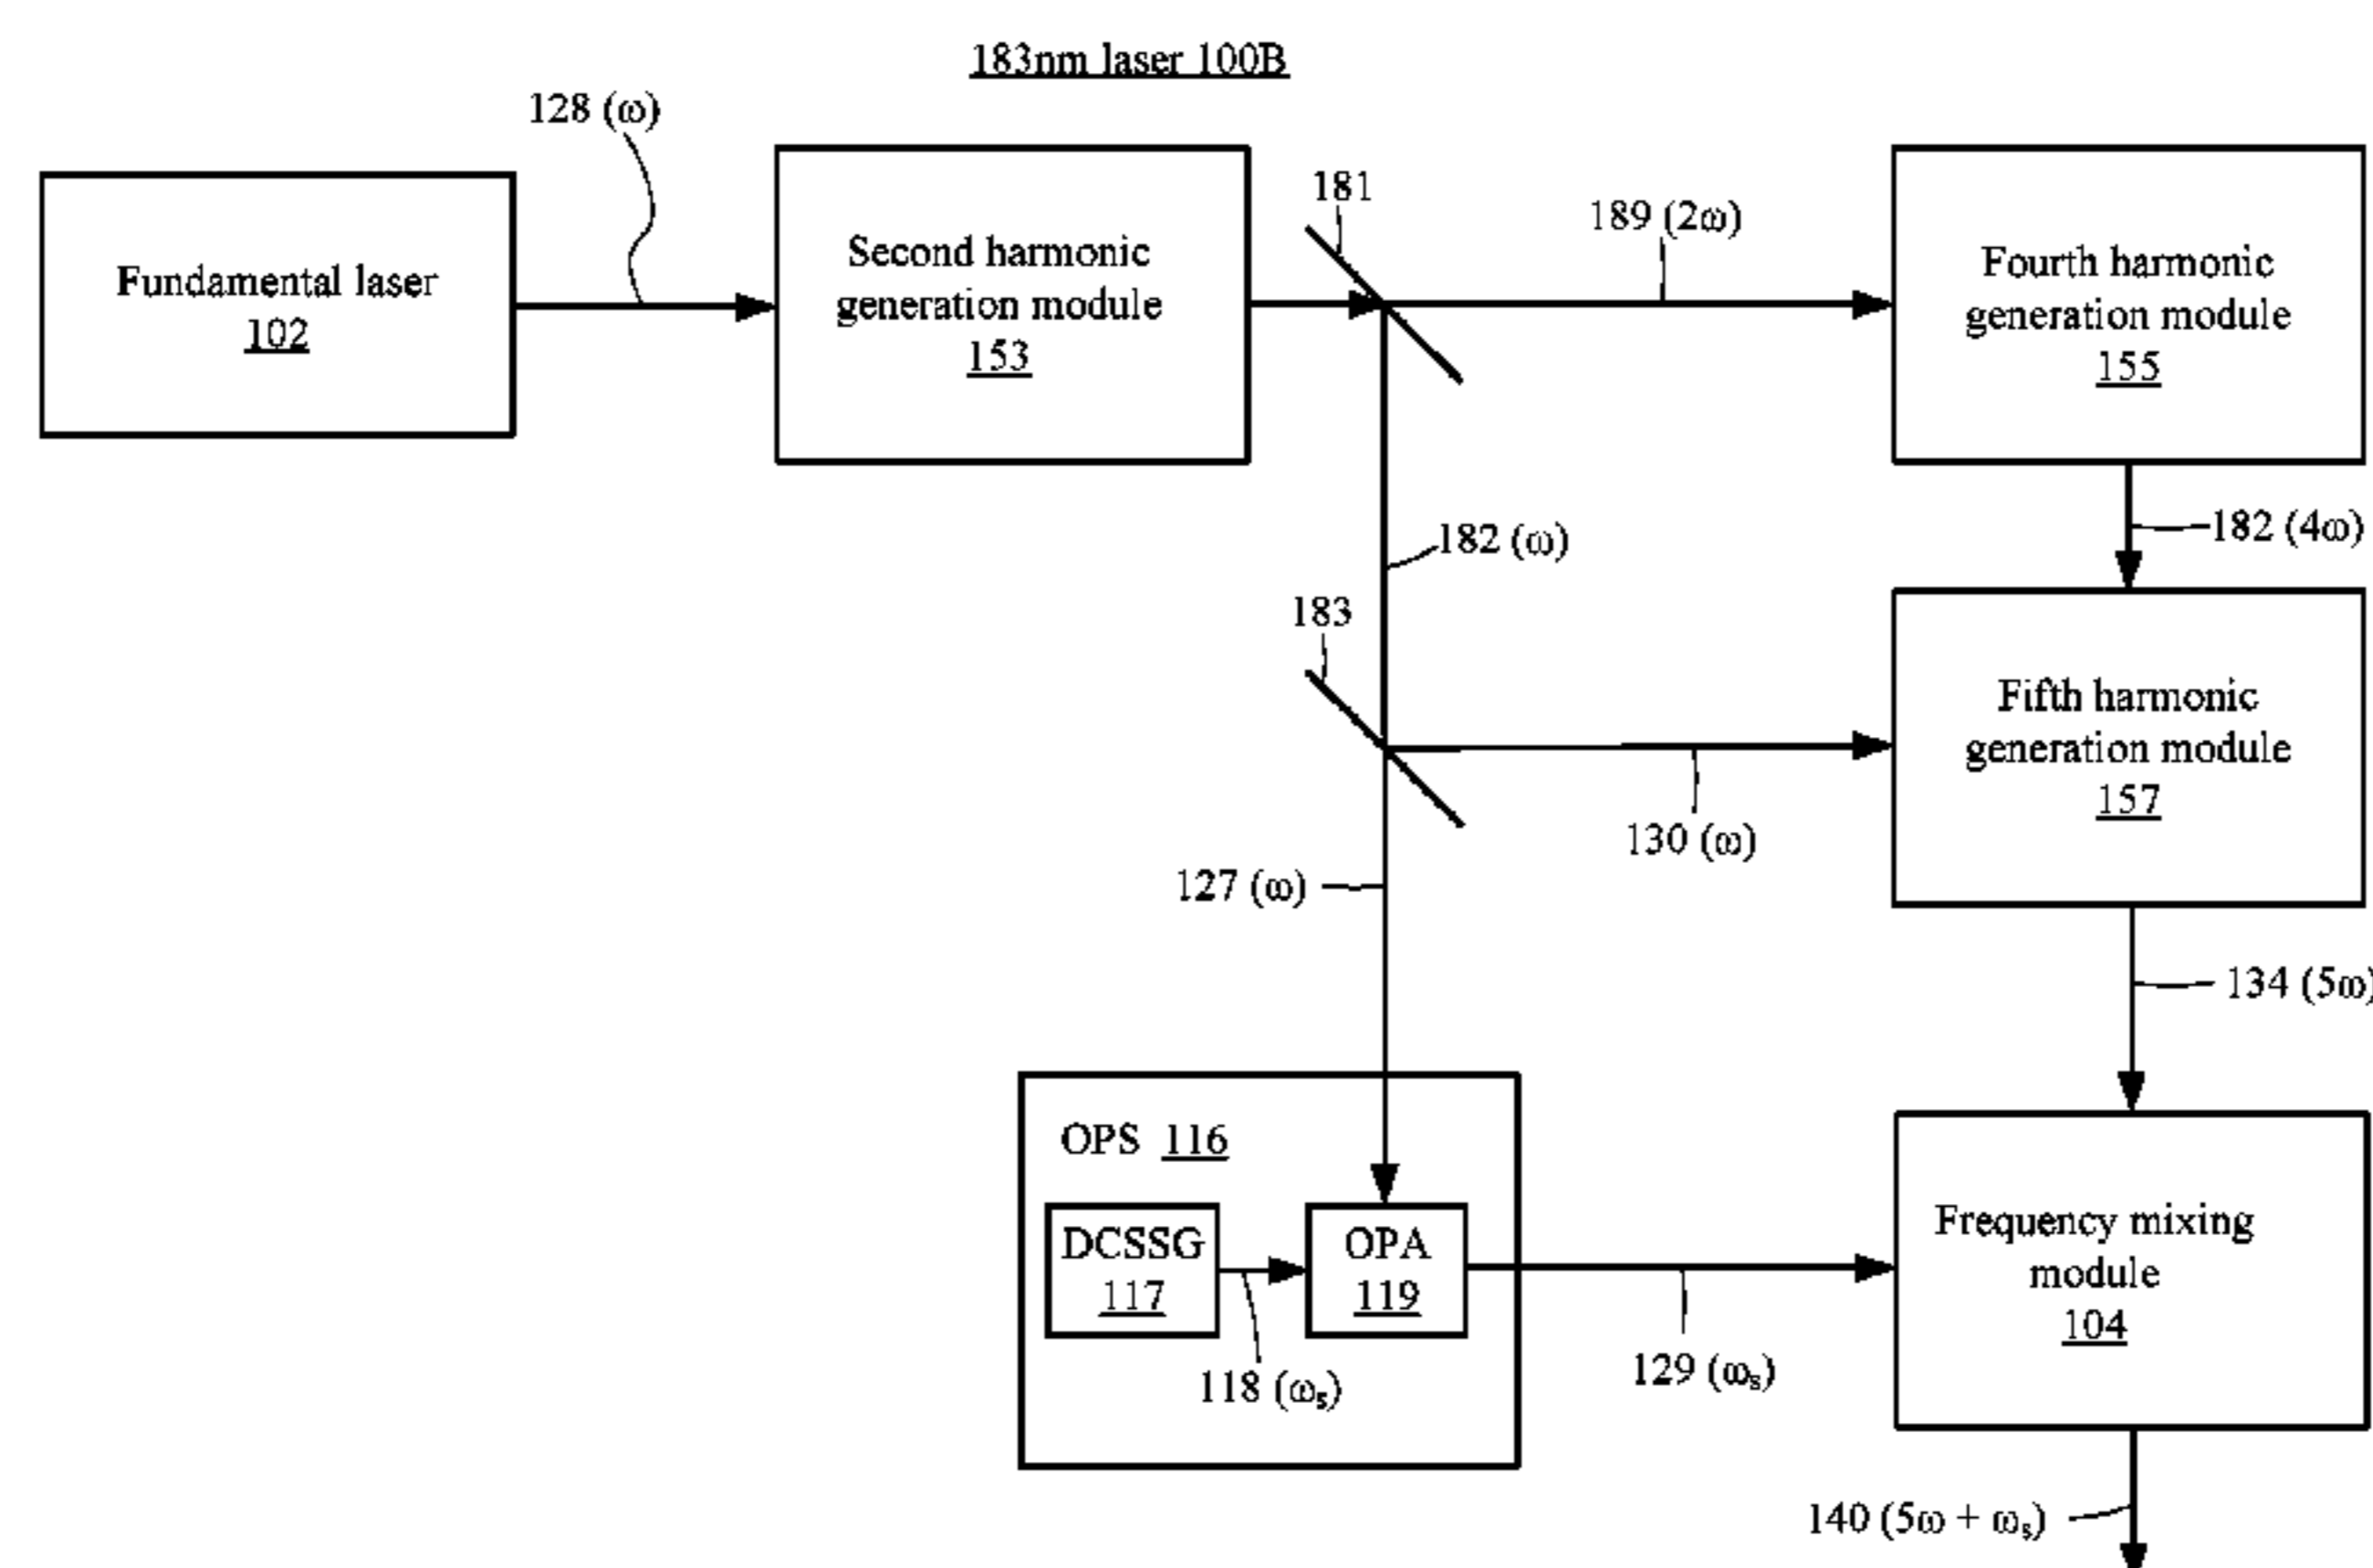 183nm laser 100B
128 (ω)
Fundamental laser
102
Second harmonic
generation module
153
181
189 (2ω)
Fourth harmonic
generation module
155
182 (ω)
182 (4ω)
183
130 (ω)
Fifth harmonic
generation module
157
127 (ω)
134 (5ω)
OPS 116
DCSSG
117
OPA
119
118 (ωs)
129 (ωs)
Frequency mixing
module
104
140 (5ω + ωs)